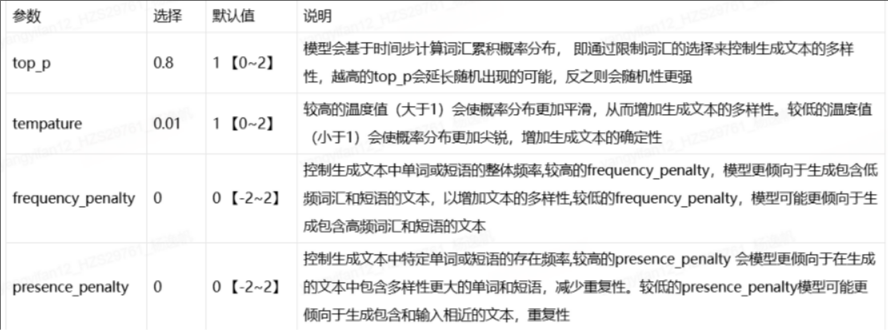 参数 选择 默认值 说明
top_p 0.8 1【0~2】 模型会基于时间步计算词汇累积概率分布， 即通过限制词汇的选择来控制生成文本的多样
性，越高的top_p会延长随机出现的可能，反之则会随机性更强
tempature 0.01 1【0~2】 较高的温度值（大于1）会使概率分布更加平滑，从而增加生成文本的多样性。较低的温度值
（小于1）会使概率分布更加尖锐，增加生成文本的确定性
控制生成文本中单词或短语的整体频率,较高的frequency_penalty，模型更倾向于生成包含低
frequency_penalty 0 0【-2~2】 频词汇和短语的文本，以增加文本的多样性,较低的frequency_penalty，模型可能更倾向于生
成包含高频词汇和短语的文本
控制生成文本中特定单词或短语的存在频率,较高的presence_penalty 会模型更倾向于在生成
presence_penalty 0 0【-2~2】 的文本中包含多样性更大的单词和短语，减少重复性。较低的presence_penalty模型可能更
倾向于生成包含和输入相近的文本，重复性